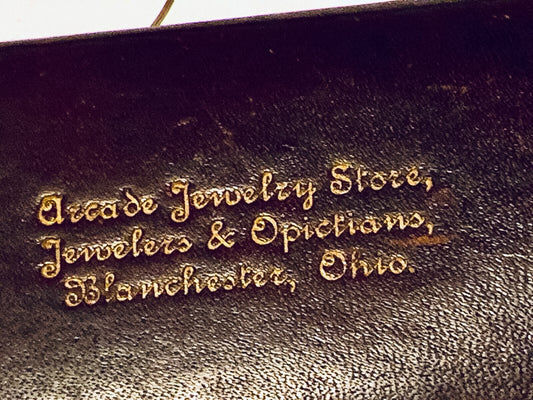 Arcade Jewelry Store,
Jewelers & Opictians,
Blanchester, Ohio.